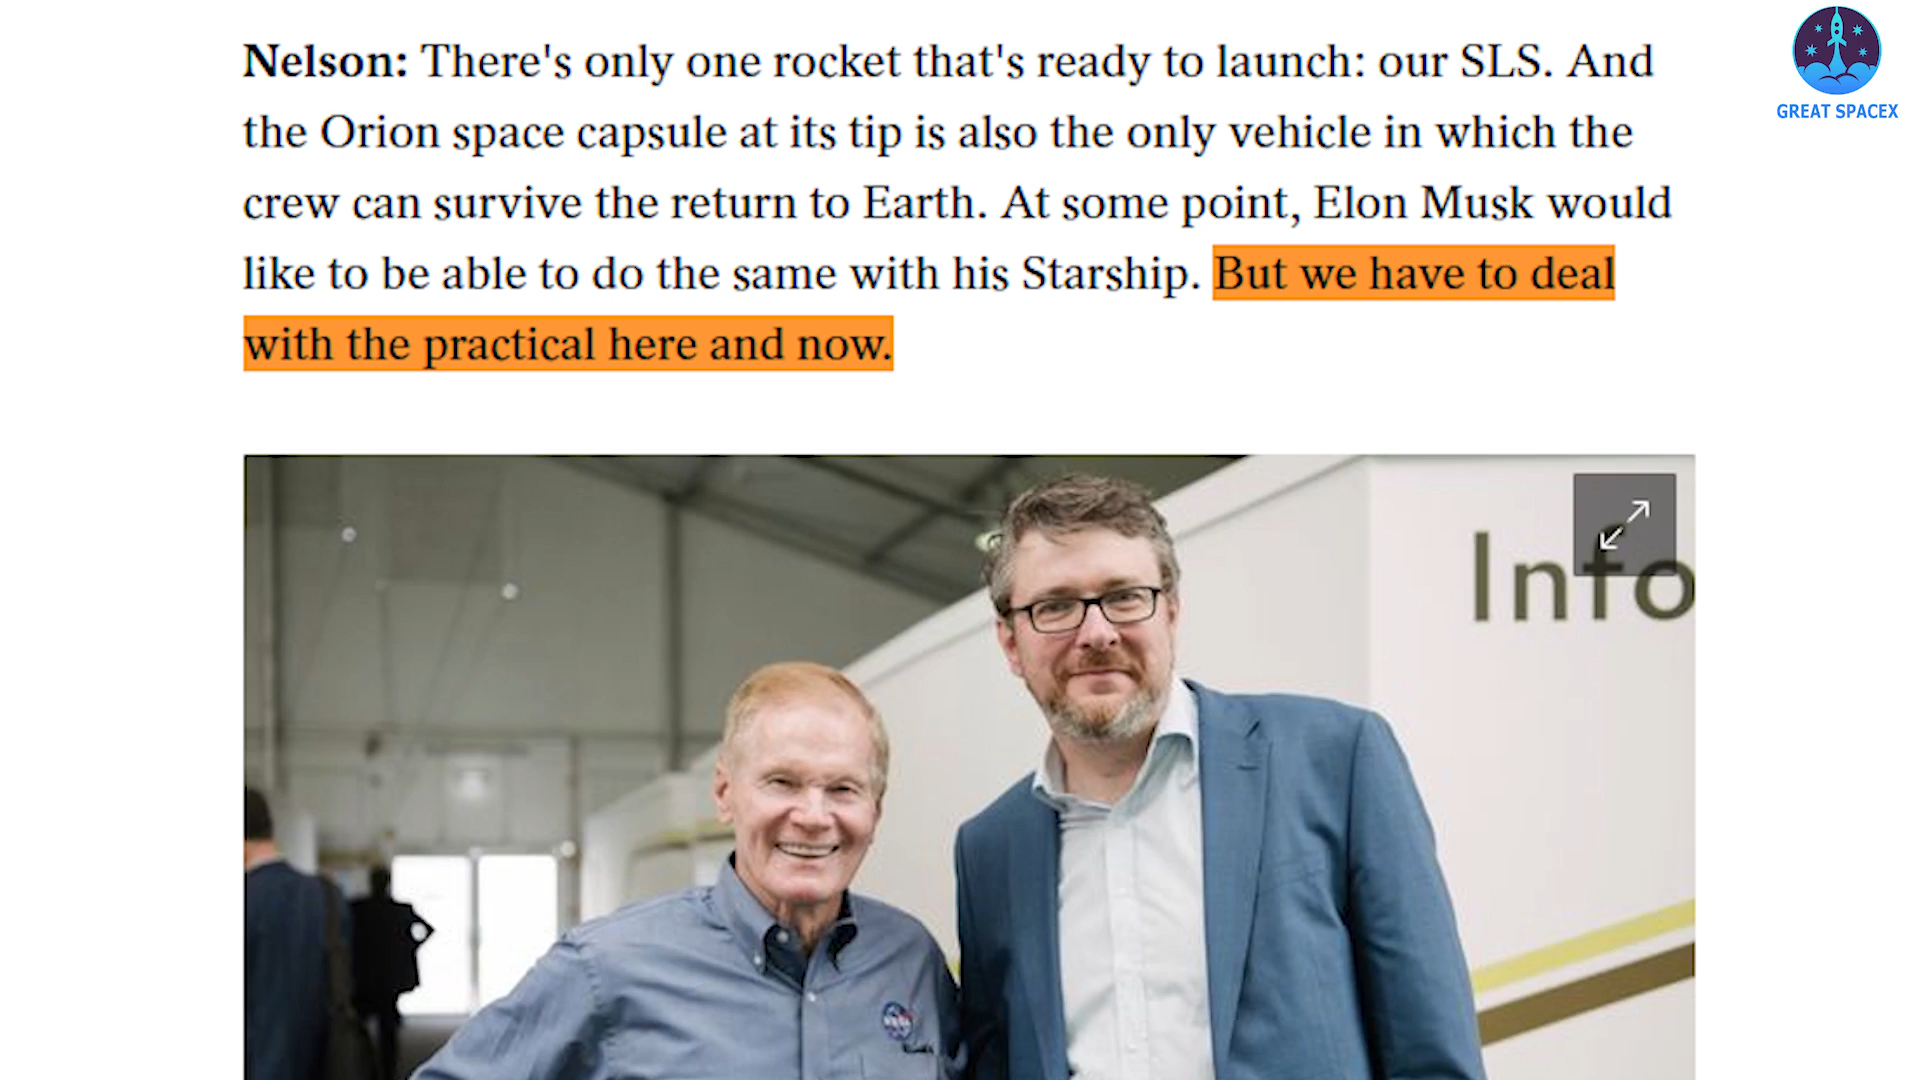 Nelson: There's only one rocket that's ready to launch: our SLS. And
the Orion space capsule at its tip is also the only vehicle in which the
crew can survive the return to Earth. At some point, Elon Musk would
like to be able to do the same with his Starship. But we have to deal
with the practical here and now.
GREAT SPACEX
Info
NASA